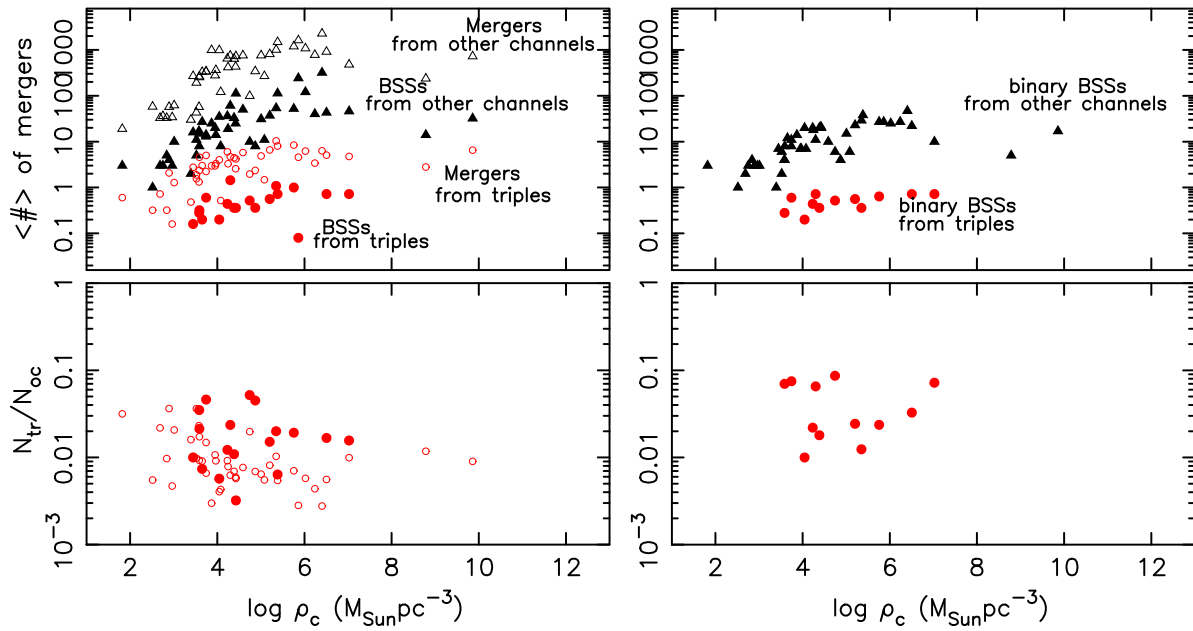 Mergers
from other channels
BSSs
from other channels
Mergers
from triples
BSSs
from triples
<#> of mergers
0.1 1 10 100 1000
binary BSSs
from other channels
binary BSSs
from triples
0.1 1 10 100 1000
N_tr/N_oc
10^-3 0.01 0.1 1
10^-3 0.01 0.1 1
2 4 6 8 10 12
2 4 6 8 10 12
log ρ_c (M_Sun pc^-3)
log ρ_c (M_Sun pc^-3)